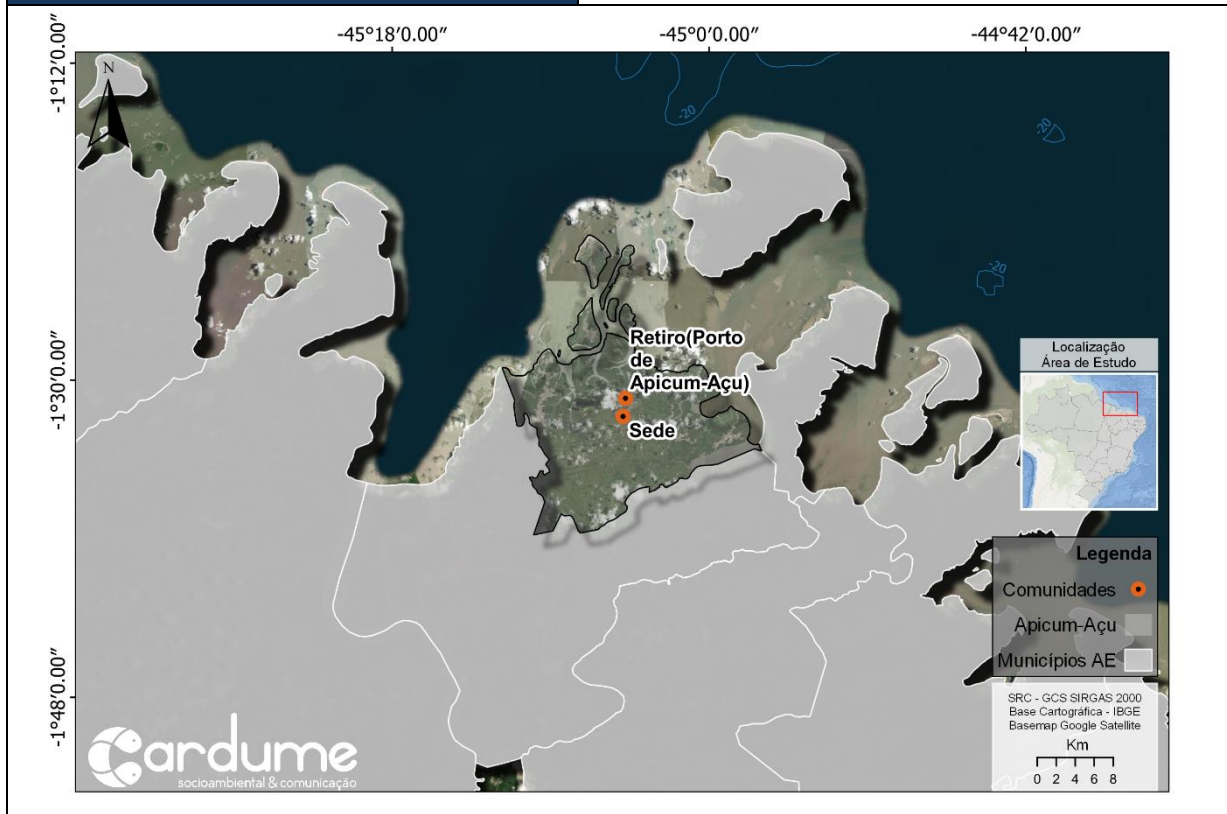 -45°18'0.00"
-45°0'0.00"
-44°42'0.00"
-1°12'0.00"
N
-20
-20
-20
Retiro(Porto
de
Apicum-Açu)
Sede
-1°30'0.00"
Localização
Área de Estudo
Legenda
Comunidades
Apicum-Açu
Municípios AE
-1°48'0.00"
SRC - GCS SIRGAS 2000
Base Cartográfica - IBGE
Basemap Google Satellite
Km
0 2 4 6 8
Cardume
socioambiental & comunicação